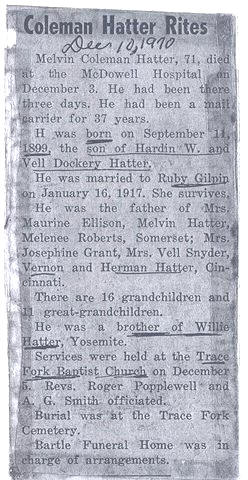 Coleman Hatter Rites
Dec 10, 1970
Melvin Coleman Hatter, 71, died
at the McDowell Hospital on
December 3. He had been there
three days. He had been a mail
carrier for 37 years.
H was born on September 11,
1899, the son of Hardin W. and
Vell Dockery Hatter.
He was married to Ruby Gilpin
on January 16, 1917. She survives.
He was the father of Mrs.
Maurine Ellison, Melvin Hatter,
Melenee Roberts, Somerset; Mrs.
Josephine Grant, Mrs. Vell Snyder,
Vernon and Herman Hatter, Cin-
cinnati.
There are 16 grandchildren and
11 great-grandchildren.
He was a brother of Willie
Hatter, Yosemite.
Services were held at the Trace
Fork Baptist Church on December
5. Revs. Roger Popplewell and
A. G. Smith officiated.
Burial was at the Trace Fork
Cemetery.
Bartle Funeral Home was in
charge of arrangements.